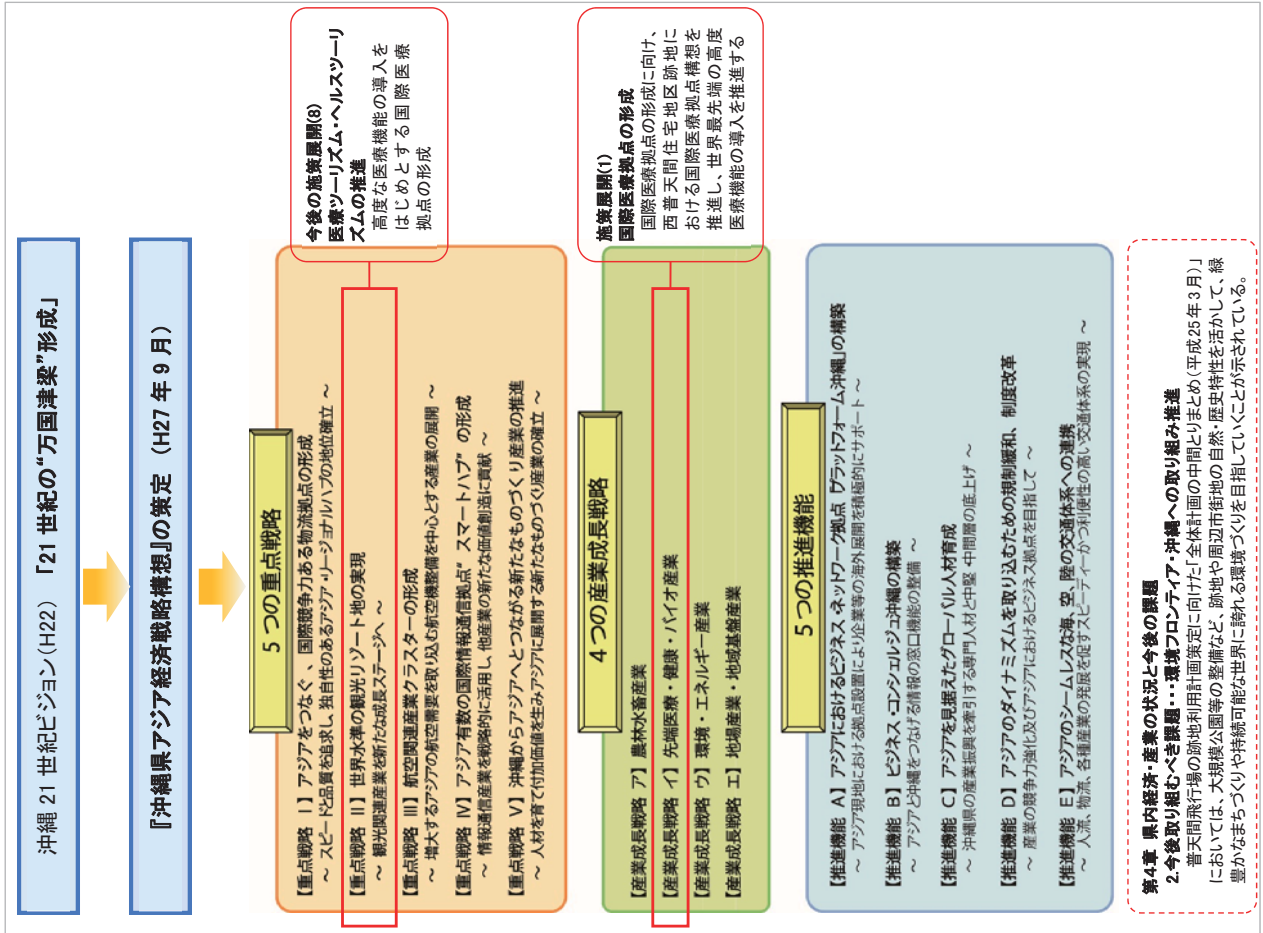 沖縄 21 世紀ビジョン(H22) 「21 世紀の“万国津梁”形成」
『沖縄県アジア経済戦略構想』の策定 （H27 年 9 月）
5 つの重点戦略
【重点戦略 Ⅰ】 アジアをつなぐ、国際競争力ある物流拠点の形成
～ スピードと品質を追求し、独自性のあるアジア・リージョナルハブの地位確立 ～
【重点戦略 Ⅱ】 世界水準の観光リゾート地の実現
～ 観光関連産業を新たな成長ステージへ ～
【重点戦略 Ⅲ】 航空関連産業クラスターの形成
～ 増大するアジアの航空需要を取り込む航空機整備を中心とする産業の展開 ～
【重点戦略 Ⅳ】 アジア有数の国際情報通信拠点“ スマートハブ” の形成
～ 情報通信産業を戦略的に活用し、他産業の新たな価値創造に貢献 ～
【重点戦略 Ⅴ】 沖縄からアジアへとつながる新たなものづくり産業の推進
～ 人材を育て付加価値を生みアジアに展開する新たなものづくり産業の確立 ～
今後の施策展開(8)
医療ツーリズム・ヘルスツーリ
ズムの推進
高度な医療機能の導入を
はじめとする国際医療
拠点の形成
4 つの産業成長戦略
【産業成長戦略 ア】 農林水畜産業
【産業成長戦略 イ】 先端医療・健康・バイオ産業
【産業成長戦略 ウ】 環境・エネルギー産業
【産業成長戦略 エ】 地場産業・地域基盤産業
施策展開(1)
国際医療拠点の形成
国際医療拠点の形成に向け、
西普天間住宅地区跡地に
おける国際医療拠点構想を
推進し、世界最先端の高度
医療機能の導入を推進する
5 つの推進機能
【推進機能 A】 アジアにおけるビジネス・ネットワーク拠点「プラットフォーム沖縄」の構築
～ アジア現地における拠点設置により企業等の海外展開を積極的にサポート ～
【推進機能 B】 ビジネス・コンシェルジュ沖縄の構築
～ アジアと沖縄をつなげる情報の窓口機能の整備 ～
【推進機能 C】 アジアを見据えたグローバル人材育成
～ 沖縄県の産業振興を牽引する専門人材と中堅・中間層の底上げ ～
【推進機能 D】 アジアのダイナミズムを取り込むための規制緩和、制度改革
～ 産業の競争力強化及びアジアにおけるビジネス拠点を目指して ～
【推進機能 E】 アジアのシームレスな海、空、陸の交通体系への連携
～ 人流、物流、各種産業の発展を促すスピーディーかつ利便性の高い交通体系の実現 ～
第4章 県内経済・産業の状況と今後の課題
2.今後取り組むべき課題・・・環境フロンティア・沖縄への取り組み推進
普天間飛行場の跡地利用計画策定に向けた「全体計画の中間とりまとめ(平成25年3月)」
においては、大規模公園等の整備など、跡地や周辺市街地の自然・歴史特性を活かして、緑
豊かなまちづくりや持続可能な世界に誇れる環境づくりを目指していくことが示されている。